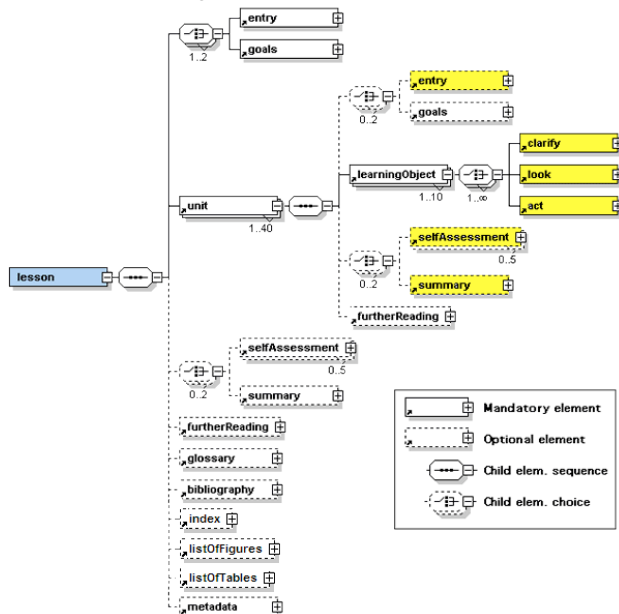 entry
1..2
goals
entry
0..2
goals
clarify
learningObject
look
1..10
1..∞
unit
act
1..40
selfAssessment
0..5
0..2
summary
lesson
furtherReading
selfAssessment
0..5
0..2
summary
furtherReading
glossary
bibliography
index
listOfFigures
listOfTables
metadata
Mandatory element
Optional element
Child elem. sequence
Child elem. choice